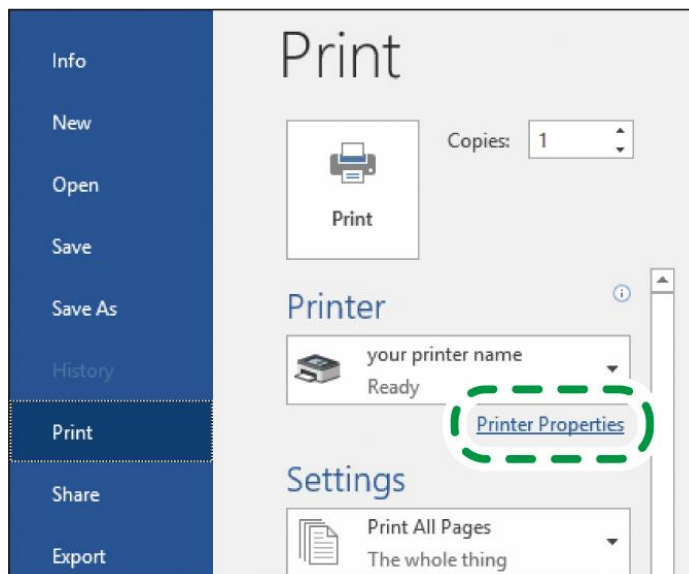 Info
New
Open
Save
Save As
History
Print
Share
Export
Print
Print
Copies: 1
Printer
your printer name
Ready
Printer Properties
Settings
Print All Pages
The whole thing